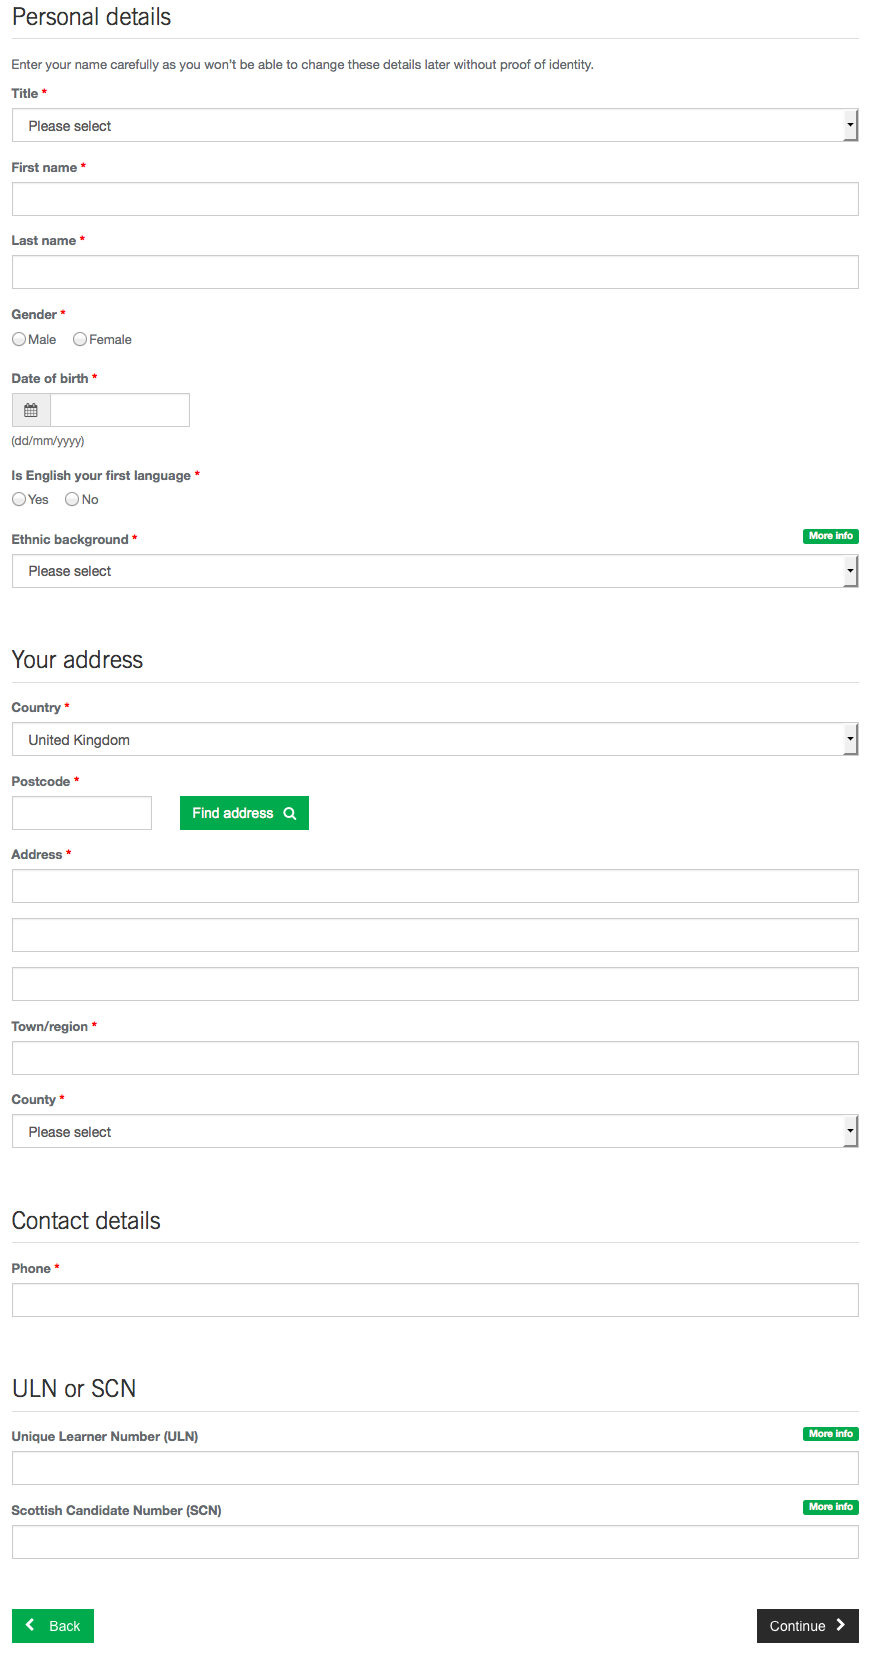 Personal details
Enter your name carefully as you won't be able to change these details later without proof of identity.
Title *
Please select
First name *
Last name *
Gender *
Male Female
Date of birth *
(dd/mm/yyyy)
Is English your first language *
Yes No
Ethnic background * More info
Please select
Your address
Country *
United Kingdom
Postcode *
Find address
Address *
Town/region *
County *
Please select
Contact details
Phone *
ULN or SCN
Unique Learner Number (ULN) More info
Scottish Candidate Number (SCN) More info
Back Continue